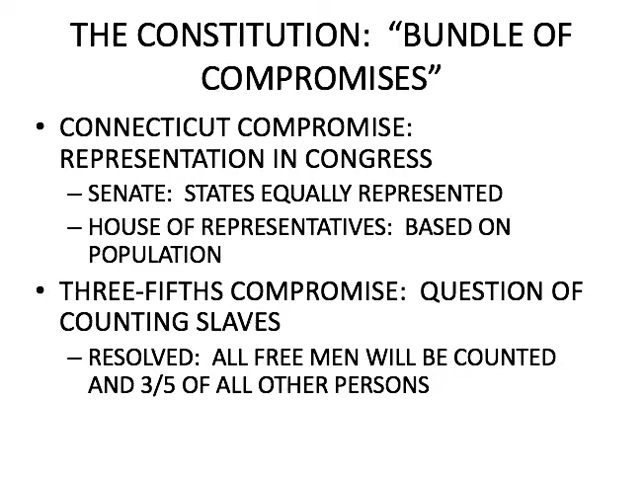 THE CONSTITUTION:  “BUNDLE OF
COMPROMISES”
• CONNECTICUT COMPROMISE:
REPRESENTATION IN CONGRESS
– SENATE:  STATES EQUALLY REPRESENTED
– HOUSE OF REPRESENTATIVES:  BASED ON
POPULATION
• THREE-FIFTHS COMPROMISE:  QUESTION OF
COUNTING SLAVES
– RESOLVED:  ALL FREE MEN WILL BE COUNTED
AND 3/5 OF ALL OTHER PERSONS